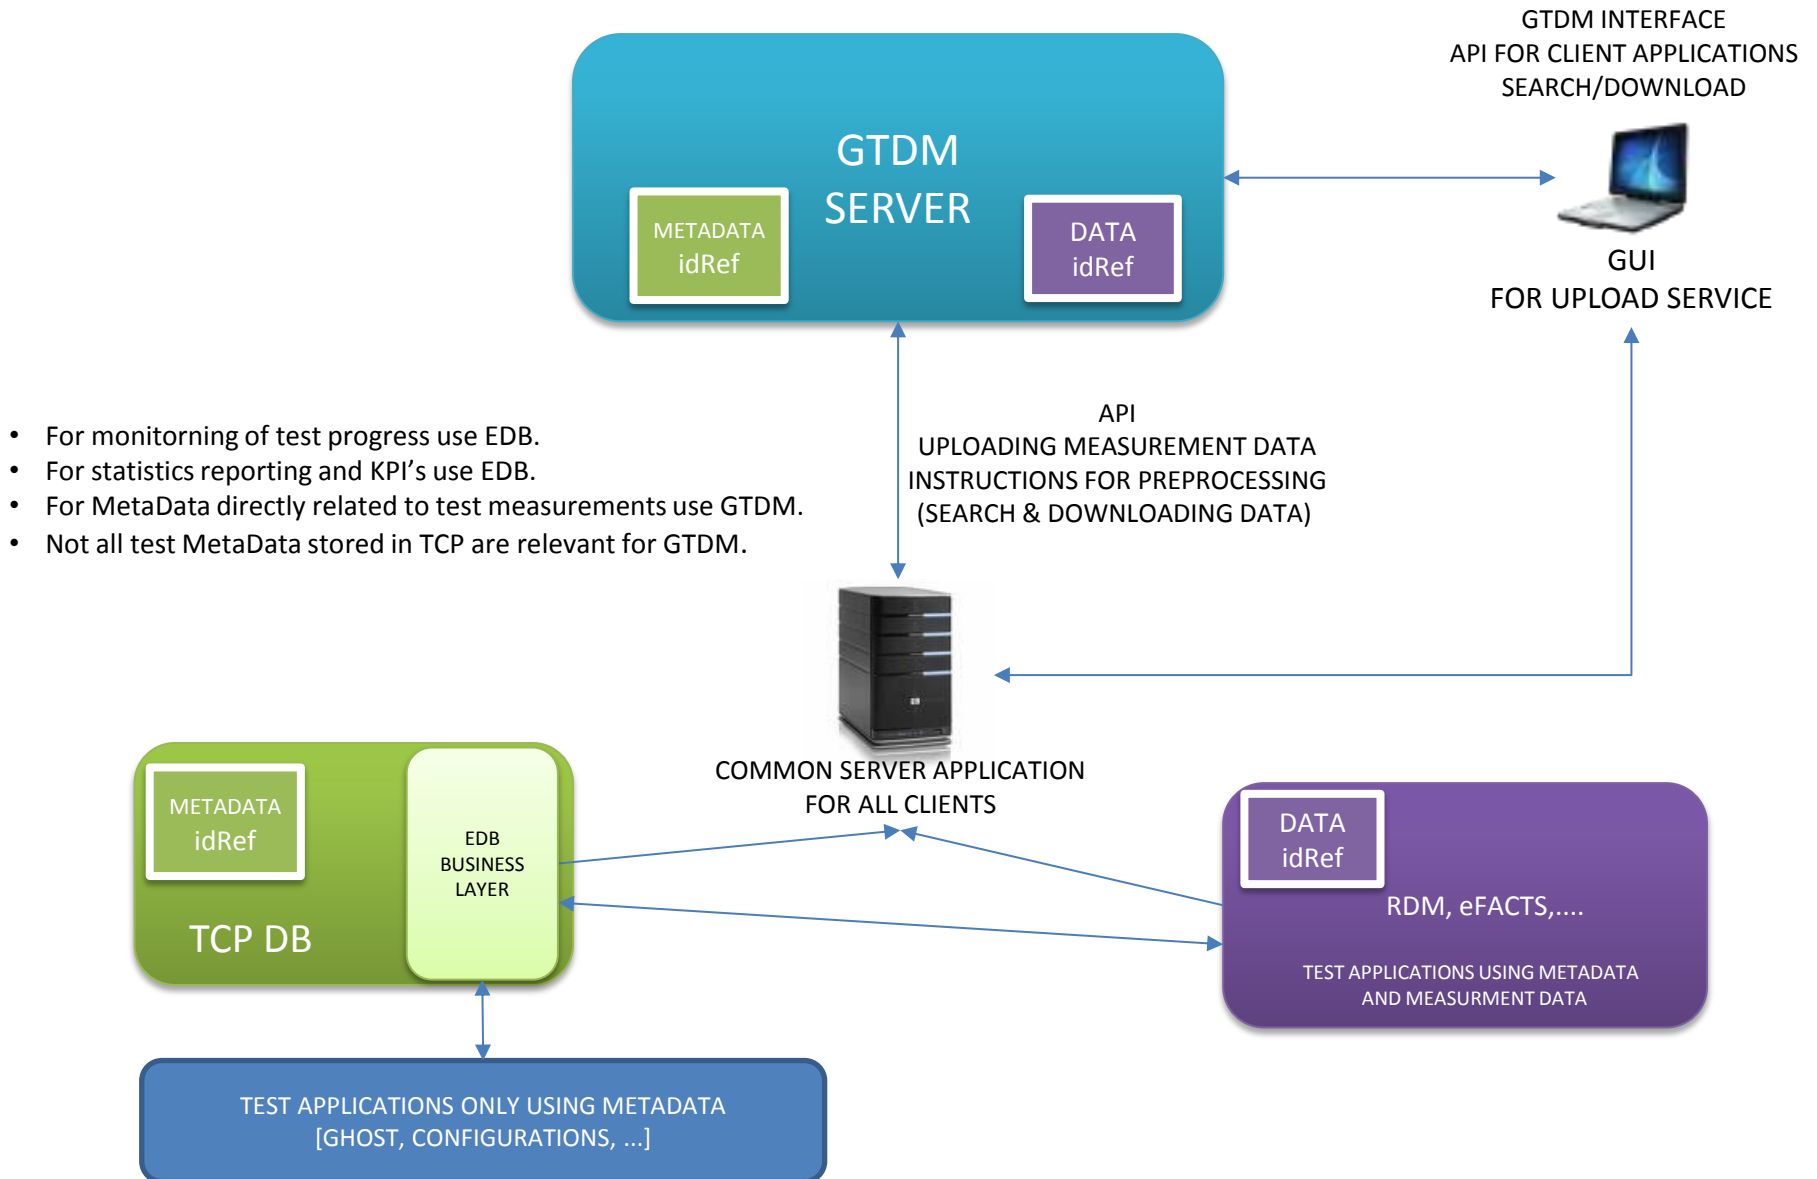 GTDM INTERFACE
API FOR CLIENT APPLICATIONS
SEARCH/DOWNLOAD
GTDM
SERVER
METADATA
idRef
DATA
idRef
GUI
FOR UPLOAD SERVICE
API
UPLOADING MEASUREMENT DATA
INSTRUCTIONS FOR PREPROCESSING
(SEARCH & DOWNLOADING DATA)
• For monitorning of test progress use EDB.
• For statistics reporting and KPI’s use EDB.
• For MetaData directly related to test measurements use GTDM.
• Not all test MetaData stored in TCP are relevant for GTDM.
COMMON SERVER APPLICATION
FOR ALL CLIENTS
METADATA
idRef
TCP DB
EDB
BUSINESS
LAYER
DATA
idRef
RDM, eFACTS,....
TEST APPLICATIONS USING METADATA
AND MEASURMENT DATA
TEST APPLICATIONS ONLY USING METADATA
[GHOST, CONFIGURATIONS, ...]